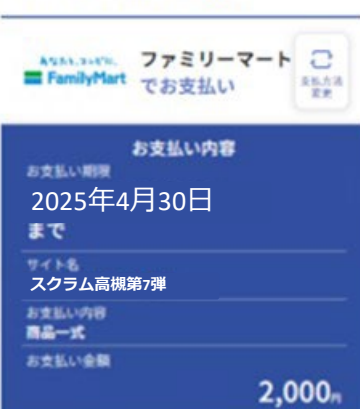 あなたと、コンビに、
FamilyMart
ファミリーマート
でお支払い
支払方法
変更
お支払い内容
お支払い期限
2025年4月30日
まで
サイト名
スクラム高槻第7弾
お支払い内容
商品一式
お支払い金額
2,000円